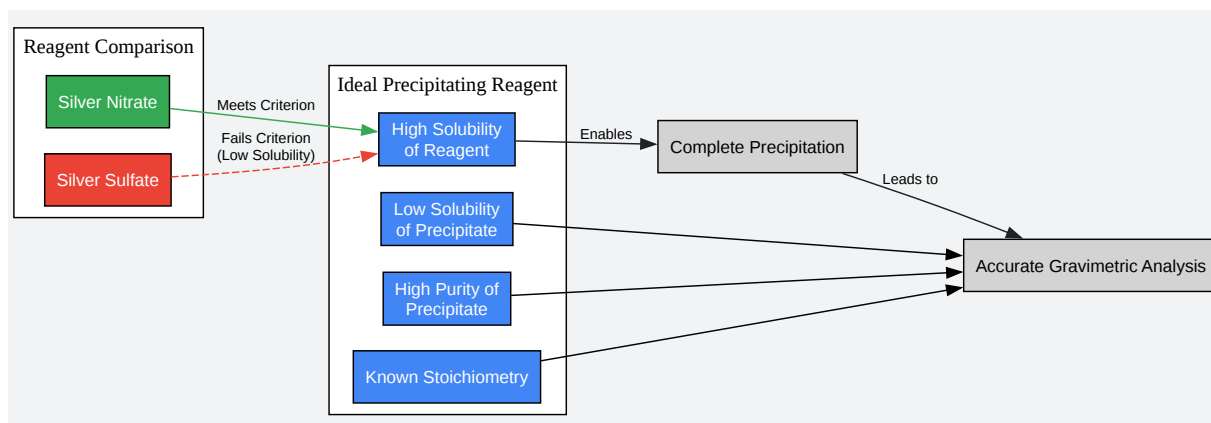 Reagent Comparison
Silver Nitrate
Silver Sulfate
Meets Criterion
Fails Criterion
(Low Solubility)
Ideal Precipitating Reagent
High Solubility
of Reagent
Low Solubility
of Precipitate
High Purity of
Precipitate
Known Stoichiometry
Enables
Complete Precipitation
Leads to
Accurate Gravimetric Analysis